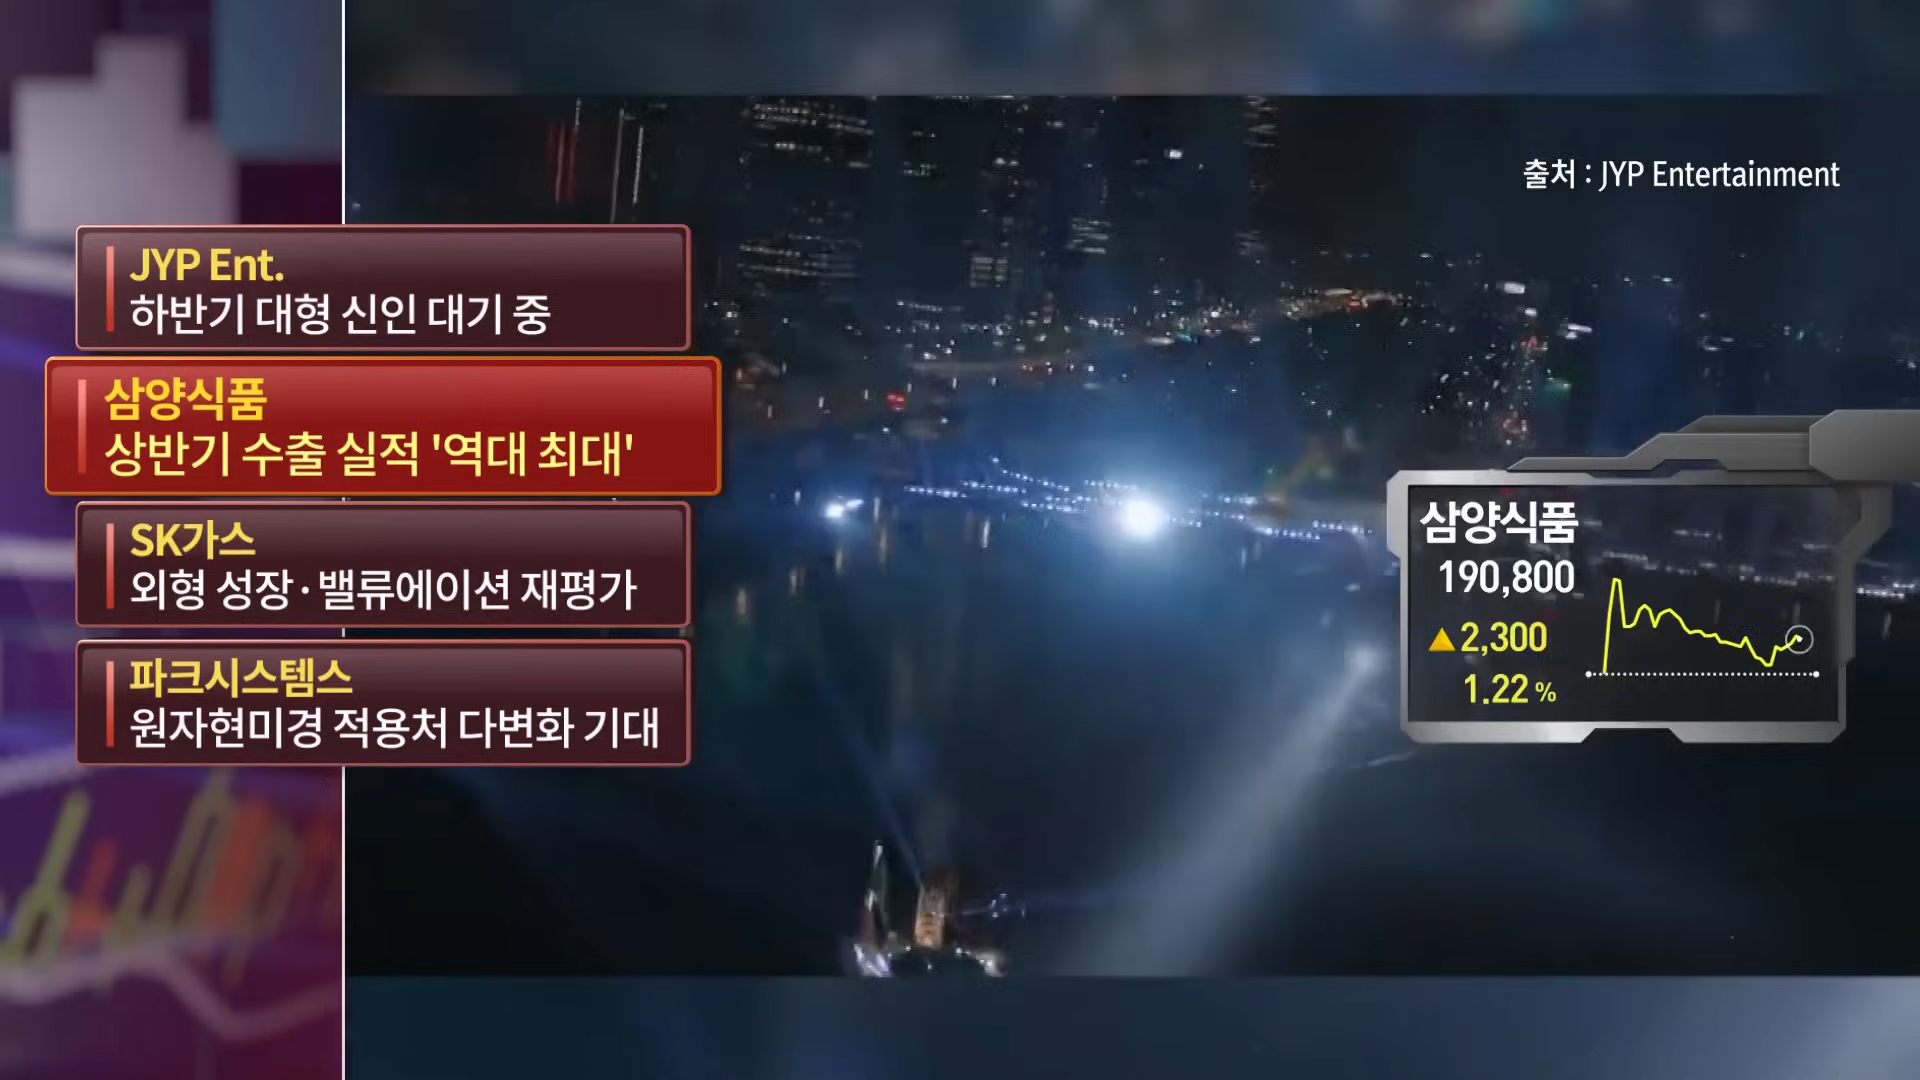 출처 : JYP Entertainment
JYP Ent.
하반기 대형 신인 대기 중
삼양식품
상반기 수출 실적 '역대 최대'
SK가스
외형 성장·밸류에이션 재평가
파크시스템스
원자현미경 적용처 다변화 기대
삼양식품
190,800
▲2,300
1.22 %